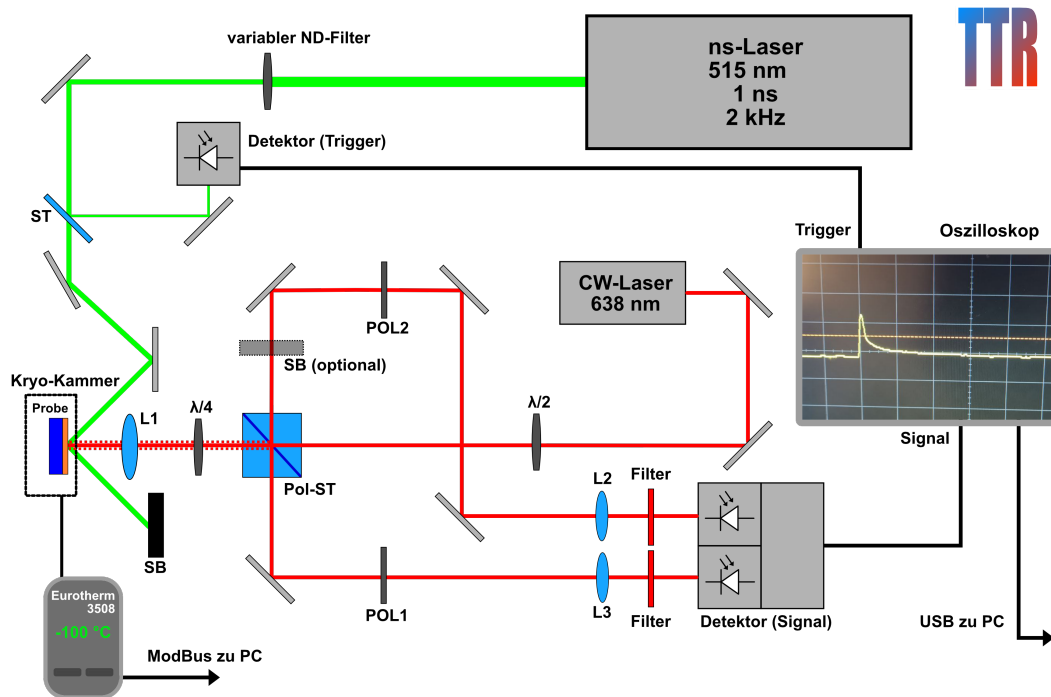 TTR
variabler ND-Filter
ns-Laser
515 nm
1 ns
2 kHz
Detektor (Trigger)
ST
Trigger
Oszilloskop
CW-Laser
638 nm
POL2
SB (optional)
Kryo-Kammer
Probe
L1
λ/4
λ/2
Pol-ST
Signal
L2
Filter
SB
POL1
L3
Filter
Detektor (Signal)
USB zu PC
Eurotherm
3508
-100 °C
ModBus zu PC